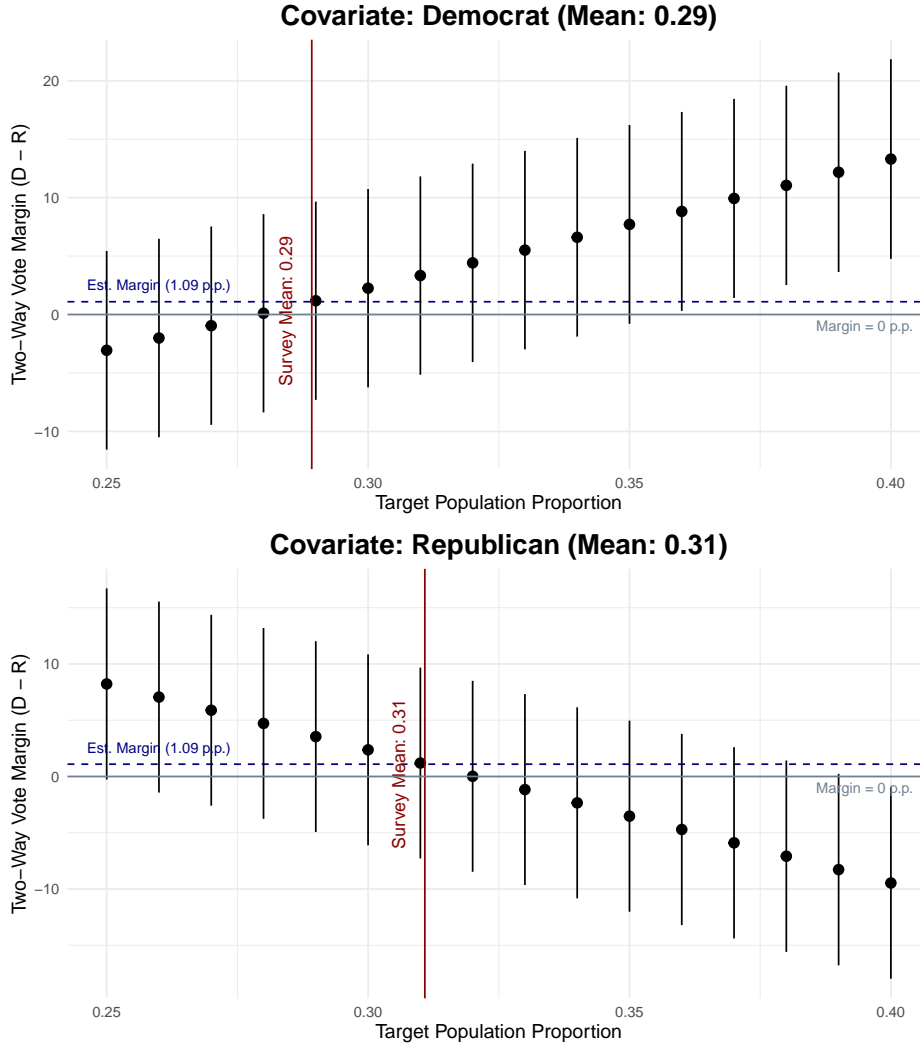 Covariate: Democrat (Mean: 0.29)
Two−Way Vote Margin (D − R)
20
10
0
−10
Est. Margin (1.09 p.p.)
Survey Mean: 0.29
Margin = 0 p.p.
0.25
0.30
0.35
0.40
Target Population Proportion
Covariate: Republican (Mean: 0.31)
Two−Way Vote Margin (D − R)
10
0
−10
Est. Margin (1.09 p.p.)
Survey Mean: 0.31
Margin = 0 p.p.
0.25
0.30
0.35
0.40
Target Population Proportion